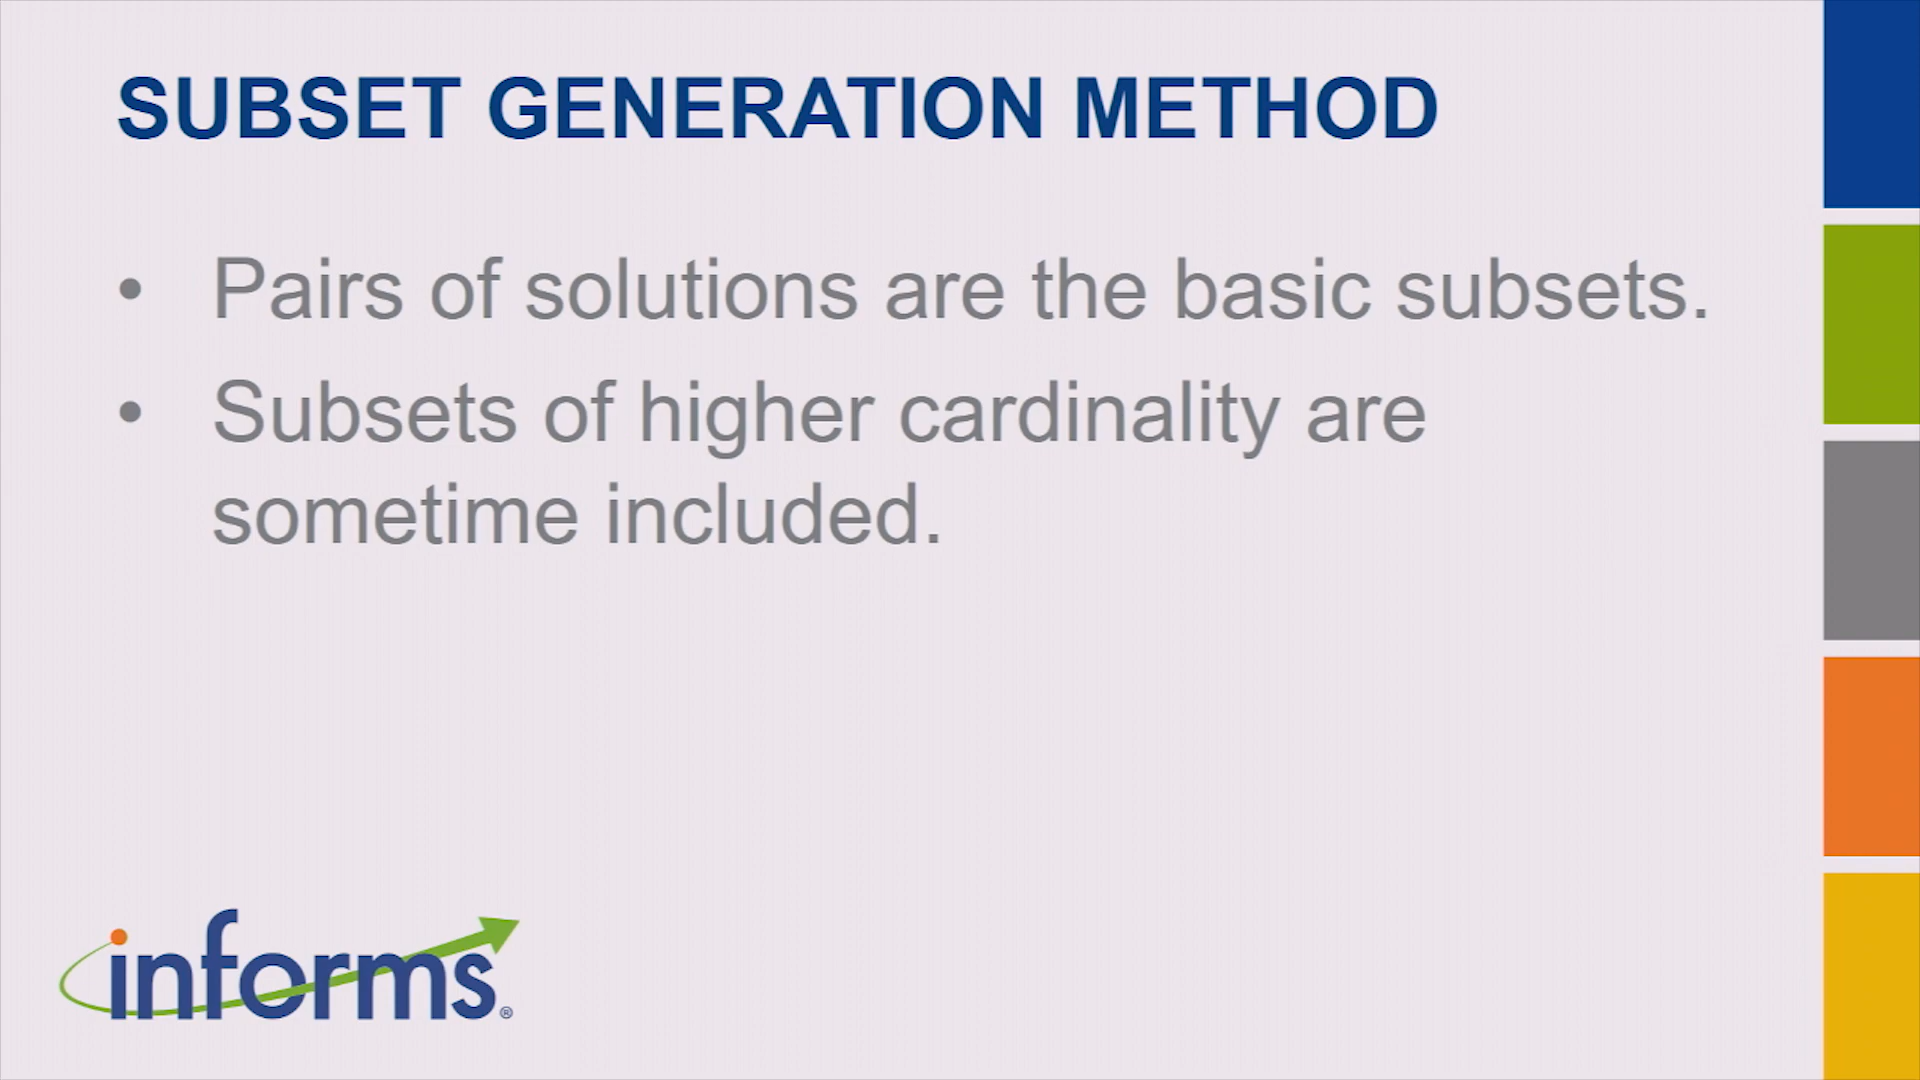 SUBSET GENERATION METHOD
• Pairs of solutions are the basic subsets.
• Subsets of higher cardinality are
sometime included.
informs®